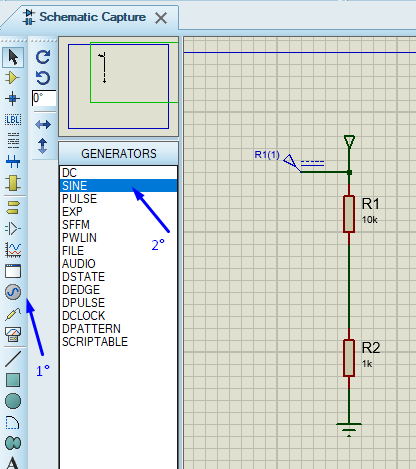 Schematic Capture
LBL
0°
GENERATORS
DC
SINE
PULSE
EXP
SFFM
PWLIN
FILE
AUDIO
DSTATE
DEDGE
DPULSE
DCLOCK
DPATTERN
SCRIPTABLE
2°
1°
A
R1(1)
R1
10k
R2
1k